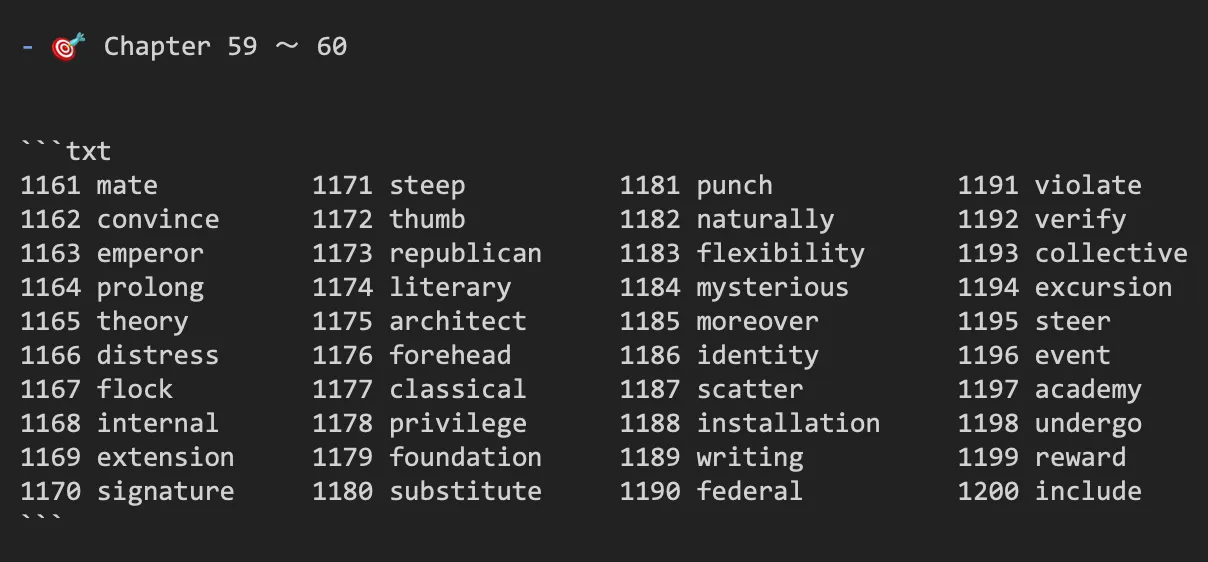 - 🎯 Chapter 59 ～ 60
```txt
1161 mate 1171 steep 1181 punch 1191 violate
1162 convince 1172 thumb 1182 naturally 1192 verify
1163 emperor 1173 republican 1183 flexibility 1193 collective
1164 prolong 1174 literary 1184 mysterious 1194 excursion
1165 theory 1175 architect 1185 moreover 1195 steer
1166 distress 1176 forehead 1186 identity 1196 event
1167 flock 1177 classical 1187 scatter 1197 academy
1168 internal 1178 privilege 1188 installation 1198 undergo
1169 extension 1179 foundation 1189 writing 1199 reward
1170 signature 1180 substitute 1190 federal 1200 include
```